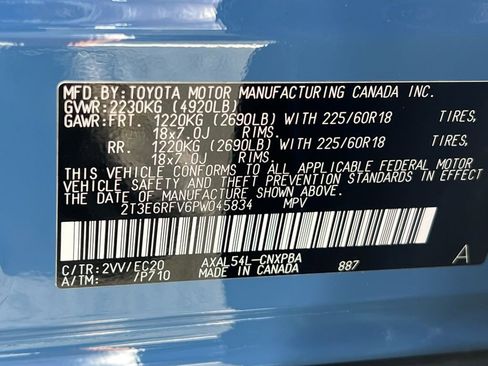 MFD.BY:TOYOTA MOTOR MANUFACTURING CANADA INC.
GVWR:2230KG (4920LB)
GAWR:FRT. 1220KG (2690LB) WITH 225/60R18 TIRES,
18x7.0J RIMS.
RR. 1220KG (2690LB) WITH 225/60R18 TIRES,
18x7.0J RIMS.
THIS VEHICLE CONFORMS TO ALL APPLICABLE FEDERAL MOTOR
VEHICLE SAFETY AND BUMPER STANDARDS IN EFFECT ON
THE DATE OF MANUFACTURE SHOWN ABOVE.
2T3E6RFV6PW045834 MPV
C/TR:2VV/EC20 AXAL54L-CNXPBA A
A/TM: /P710 MADE IN CANADA 887